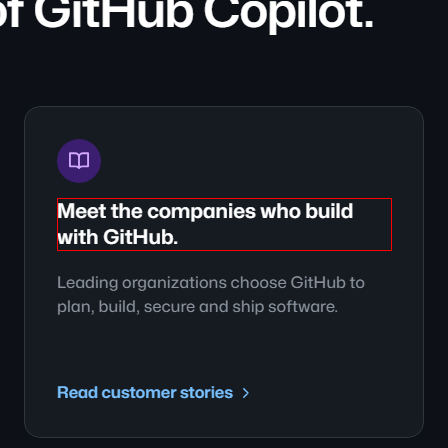 of GitHub Copilot.
Meet the companies who build
with GitHub.
Leading organizations choose GitHub to
plan, build, secure and ship software.
Read customer stories